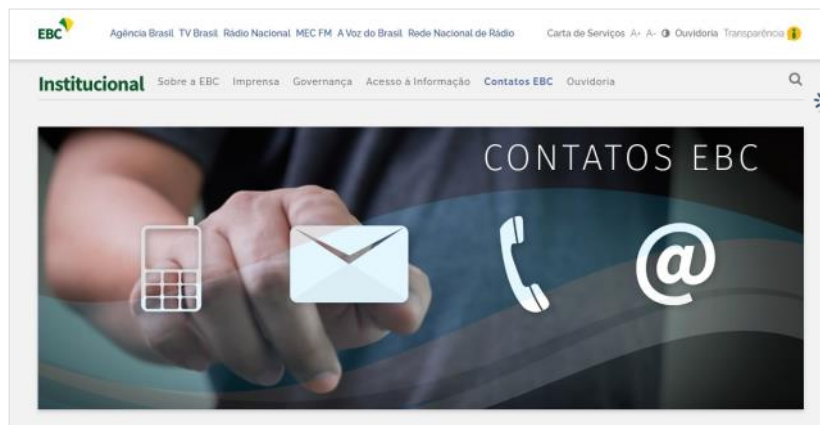 EBC
Agência Brasil TV Brasil Rádio Nacional MEC FM A Voz do Brasil Rede Nacional de Rádio Carta de Serviços A+ A- Ouvidoria Transparência i
Institucional Sobre a EBC Imprensa Governança Acesso à Informação Contatos EBC Ouvidoria
CONTATOS EBC
@